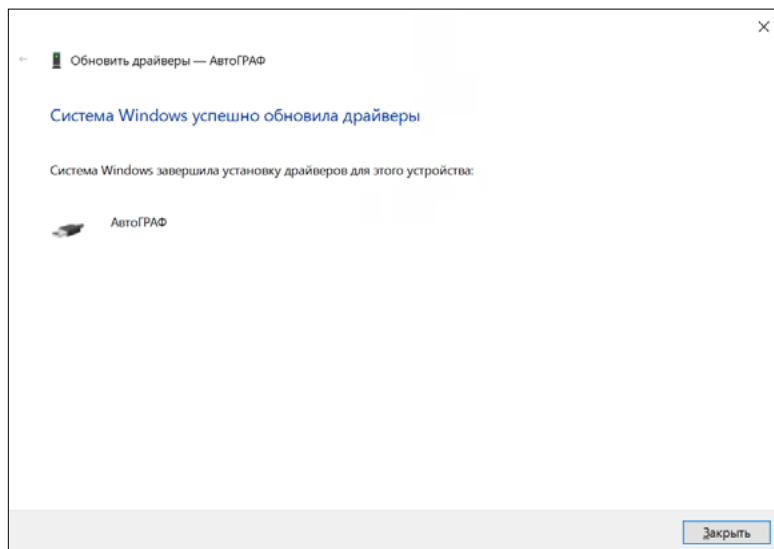 Обновить драйверы — АвтоГРАФ
Система Windows успешно обновила драйверы
Система Windows завершила установку драйверов для этого устройства:
АвтоГРАФ
Закрыть